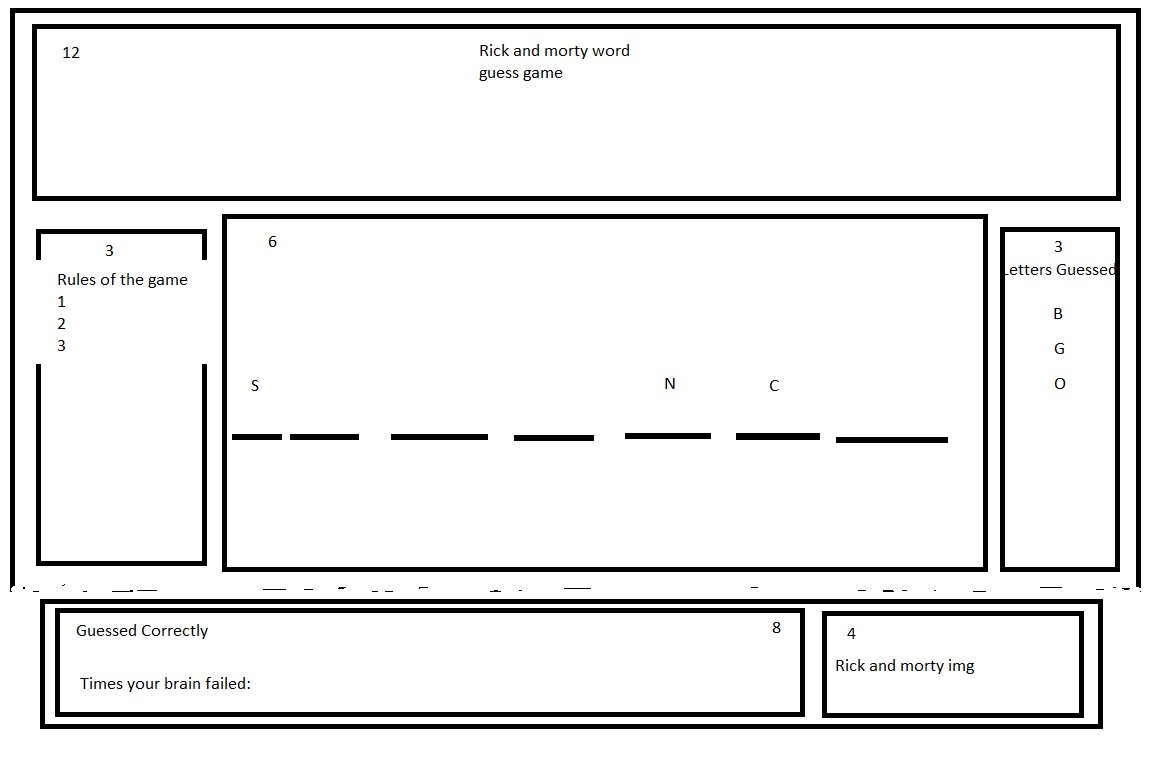 12
Rick and morty word
guess game
3
Rules of the game
1
2
3
6
S N C
3
Letters Guessed
B
G
O
Guessed Correctly
8
Times your brain failed:
4
Rick and morty img